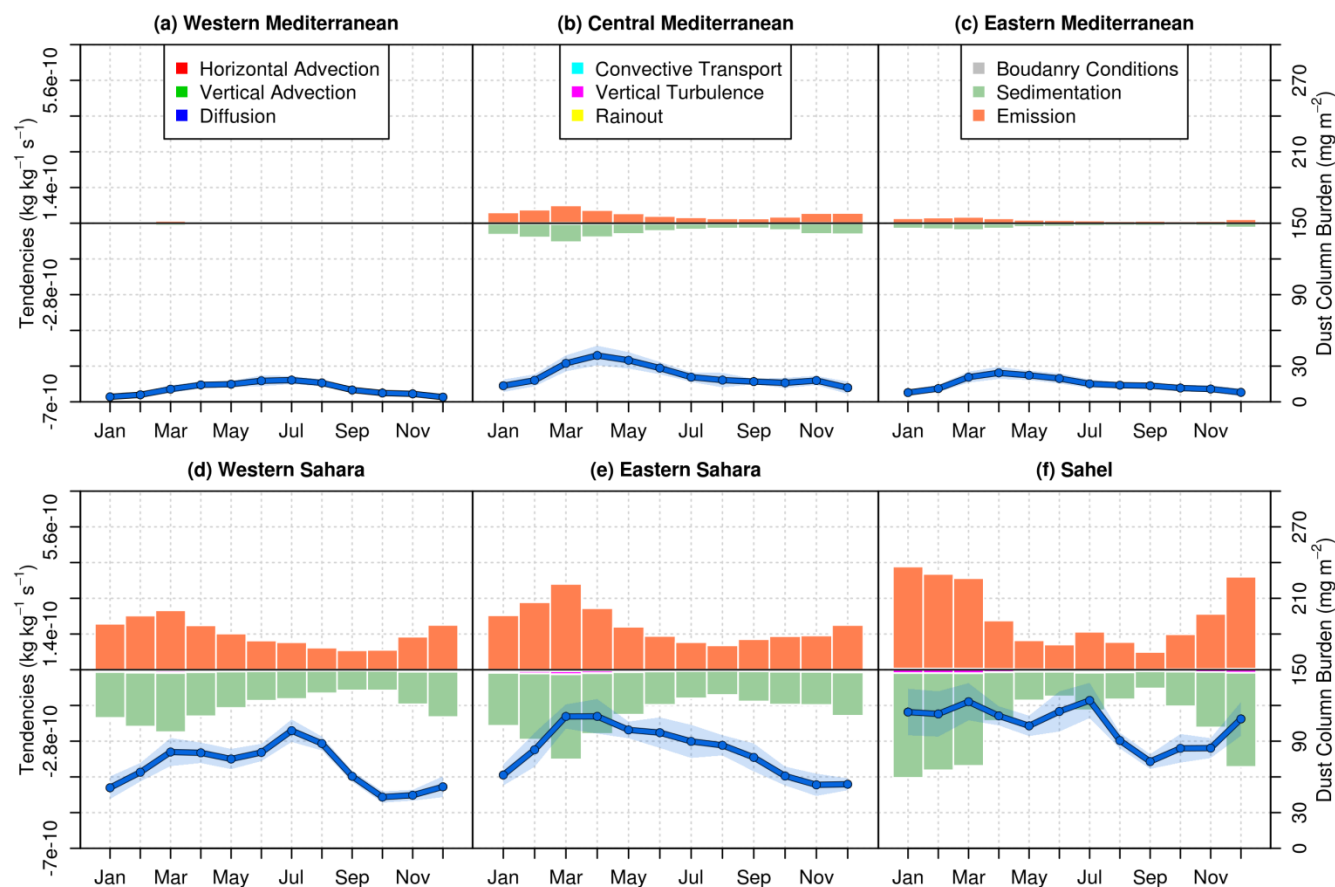 (a) Western Mediterranean
(b) Central Mediterranean
(c) Eastern Mediterranean
Horizontal Advection
Vertical Advection
Diffusion
Convective Transport
Vertical Turbulence
Rainout
Boudanry Conditions
Sedimentation
Emission
Tendencies (kg kg⁻¹ s⁻¹)
5.6e-10
1.4e-10
-2.8e-10
-7e-10
270
210
150
90
30
0
Dust Column Burden (mg m⁻²)
Jan Mar May Jul Sep Nov
Jan Mar May Jul Sep Nov
Jan Mar May Jul Sep Nov
(d) Western Sahara
(e) Eastern Sahara
(f) Sahel
Tendencies (kg kg⁻¹ s⁻¹)
5.6e-10
1.4e-10
-2.8e-10
-7e-10
270
210
150
90
30
0
Dust Column Burden (mg m⁻²)
Jan Mar May Jul Sep Nov
Jan Mar May Jul Sep Nov
Jan Mar May Jul Sep Nov